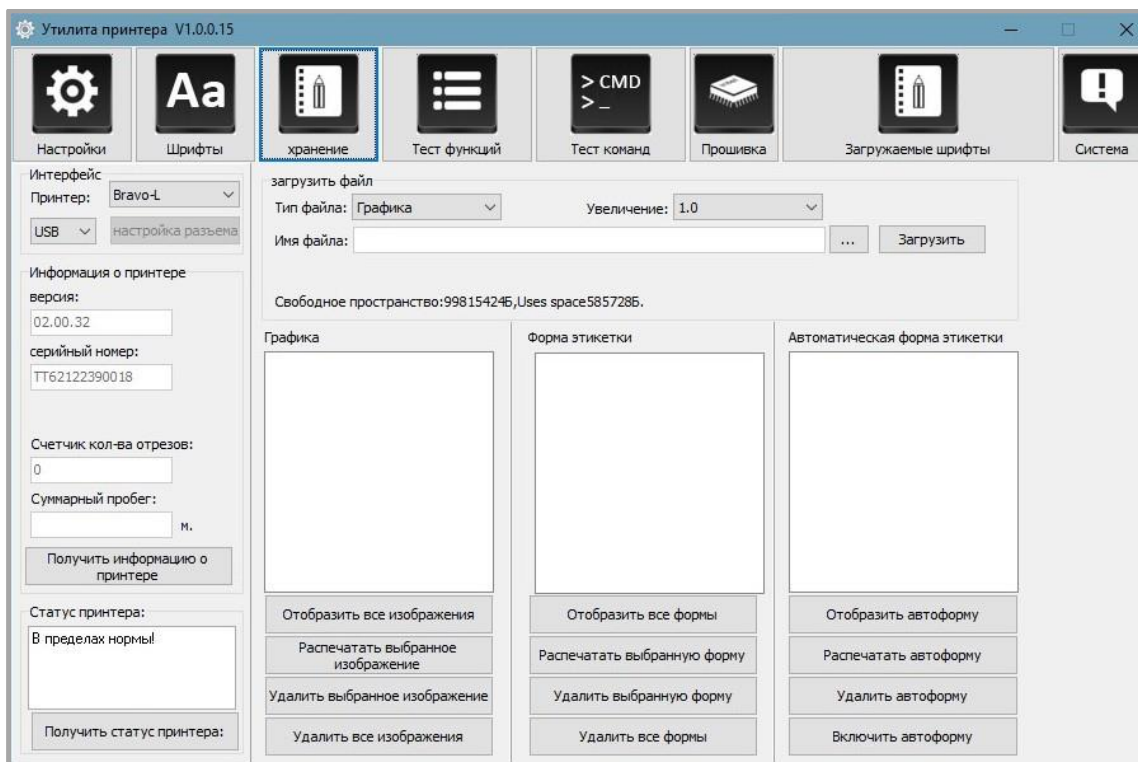 Утилита принтера V1.0.0.15
Aa
> CMD
> _
Настройки
Шрифты
хранение
Тест функций
Тест команд
Прошивка
Загружаемые шрифты
Система
Интерфейс
Принтер: Bravo-L
USB настройка разъема
Информация о принтере
версия:
02.00.32
серийный номер:
TT62122390018
Счетчик кол-ва отрезов:
0
Суммарный пробег:
м.
Получить информацию о
принтере
Статус принтера:
В пределах нормы!
Получить статус принтера:
загрузить файл
Тип файла: Графика Увеличение: 1.0
Имя файла: ... Загрузить
Свободное пространство:99815424Б,Uses space585728Б.
Графика
Отобразить все изображения
Распечатать выбранное
изображение
Удалить выбранное изображение
Удалить все изображения
Форма этикетки
Отобразить все формы
Распечатать выбранную форму
Удалить выбранную форму
Удалить все формы
Автоматическая форма этикетки
Отобразить автоформу
Распечатать автоформу
Удалить автоформу
Включить автоформу